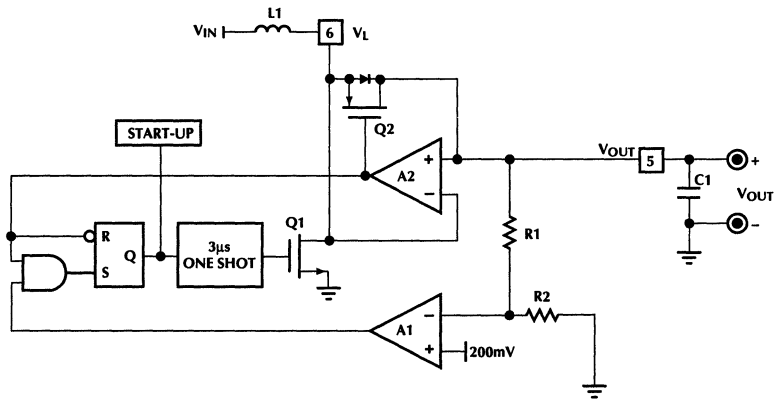 L1
VIN
6
VL
START-UP
Q2
+
A2
−
VOUT
5
+
C1
VOUT
−
Q1
R
Q
S
3µs
ONE SHOT
R1
R2
A1
−
+
200mV